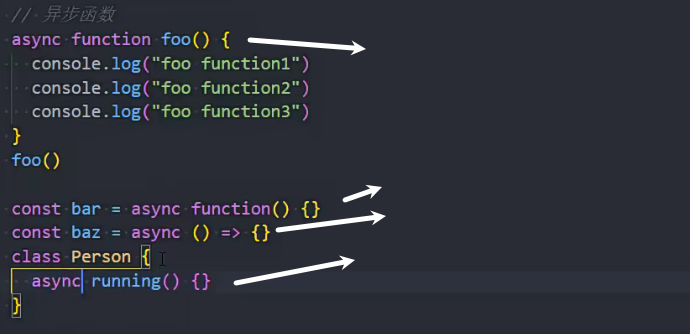 // 异步函数
async function foo() {
console.log("foo function1")
console.log("foo function2")
console.log("foo function3")
}
foo()
const bar = async function() {}
const baz = async () => {}
class Person {
async running() {}
}